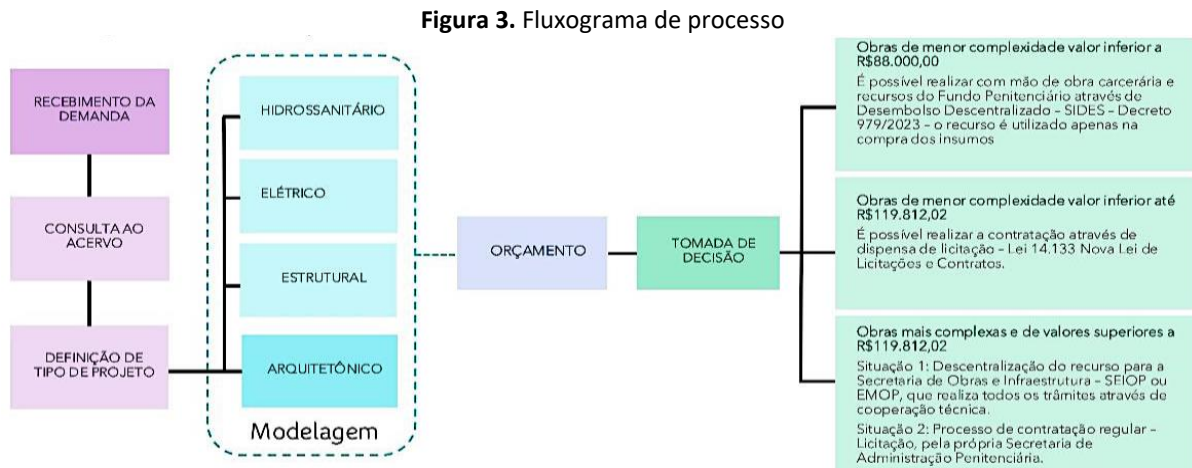 Figura 3. Fluxograma de processo
RECEBIMENTO DA
DEMANDA
CONSULTA AO
ACERVO
DEFINIÇÃO DE
TIPO DE PROJETO
HIDROSSANITÁRIO
ELÉTRICO
ESTRUTURAL
ARQUITETÔNICO
Modelagem
ORÇAMENTO
TOMADA DE
DECISÃO
Obras de menor complexidade valor inferior a
R$88.000,00
É possível realizar com mão de obra carcerária e
recursos do Fundo Penitenciário através de
Desembolso Descentralizado – SIDES – Decreto
979/2023 – o recurso é utilizado apenas na
compra dos insumos
Obras de menor complexidade valor inferior até
R$119.812,02
É possível realizar a contratação através de
dispensa de licitação – Lei 14.133 Nova Lei de
Licitações e Contratos.
Obras mais complexas e de valores superiores a
R$119.812,02
Situação 1: Descentralização do recurso para a
Secretaria de Obras e Infraestrutura – SEIOP ou
EMOP, que realiza todos os trâmites através de
cooperação técnica.
Situação 2: Processo de contratação regular –
Licitação, pela própria Secretaria de
Administração Penitenciária.